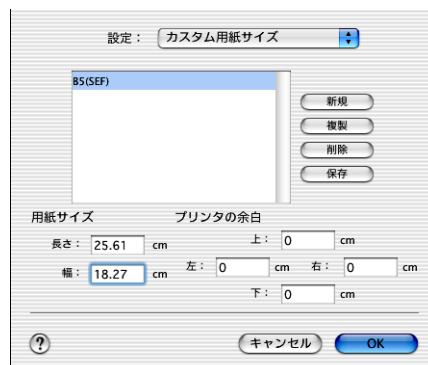 設定： カスタム用紙サイズ
B5(SEF)
新規
複製
削除
保存
用紙サイズ プリンタの余白
長さ： 25.61 cm 上： 0 cm
幅： 18.27 cm 左： 0 cm 右： 0 cm
下： 0 cm
? キャンセル OK